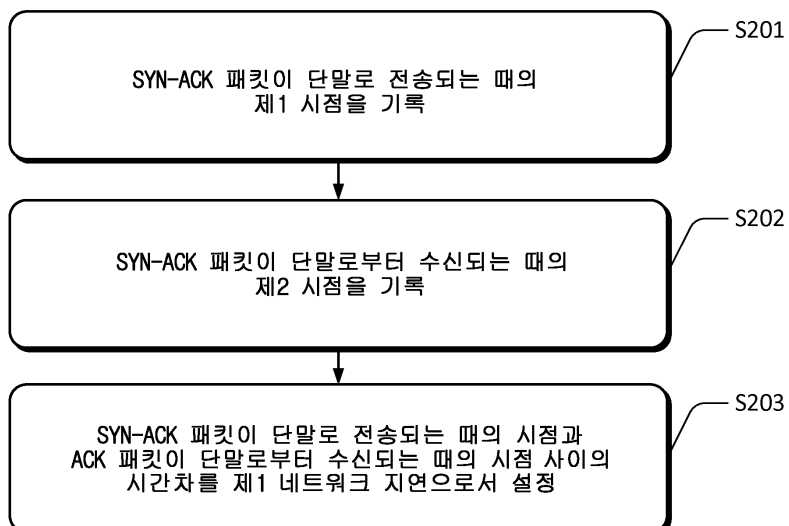 S201
SYN-ACK 패킷이 단말로 전송되는 때의
제1 시점을 기록
S202
SYN-ACK 패킷이 단말로부터 수신되는 때의
제2 시점을 기록
S203
SYN-ACK 패킷이 단말로 전송되는 때의 시점과
ACK 패킷이 단말로부터 수신되는 때의 시점 사이의
시간차를 제1 네트워크 지연으로서 설정